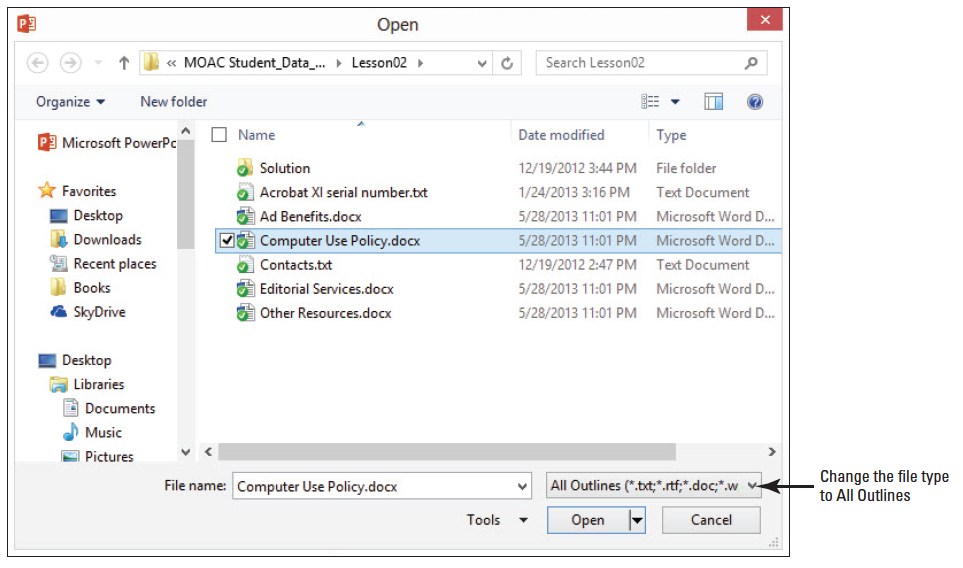 Open
« MOAC Student_Data_... Lesson02
Search Lesson02
Organize New folder
Microsoft PowerPo
Favorites
Desktop
Downloads
Recent places
Books
SkyDrive
Desktop
Libraries
Documents
Music
Pictures
Name Date modified Type
Solution 12/19/2012 3:44 PM File folder
Acrobat XI serial number.txt 1/24/2013 3:16 PM Text Document
Ad Benefits.docx 5/28/2013 11:01 PM Microsoft Word D...
Computer Use Policy.docx 5/28/2013 11:01 PM Microsoft Word D...
Contacts.txt 12/19/2012 2:47 PM Text Document
Editorial Services.docx 5/28/2013 11:01 PM Microsoft Word D...
Other Resources.docx 5/28/2013 11:01 PM Microsoft Word D...
File name: Computer Use Policy.docx All Outlines (*.txt;*.rtf;*.doc;*.w
Tools Open Cancel
Change the file type
to All Outlines